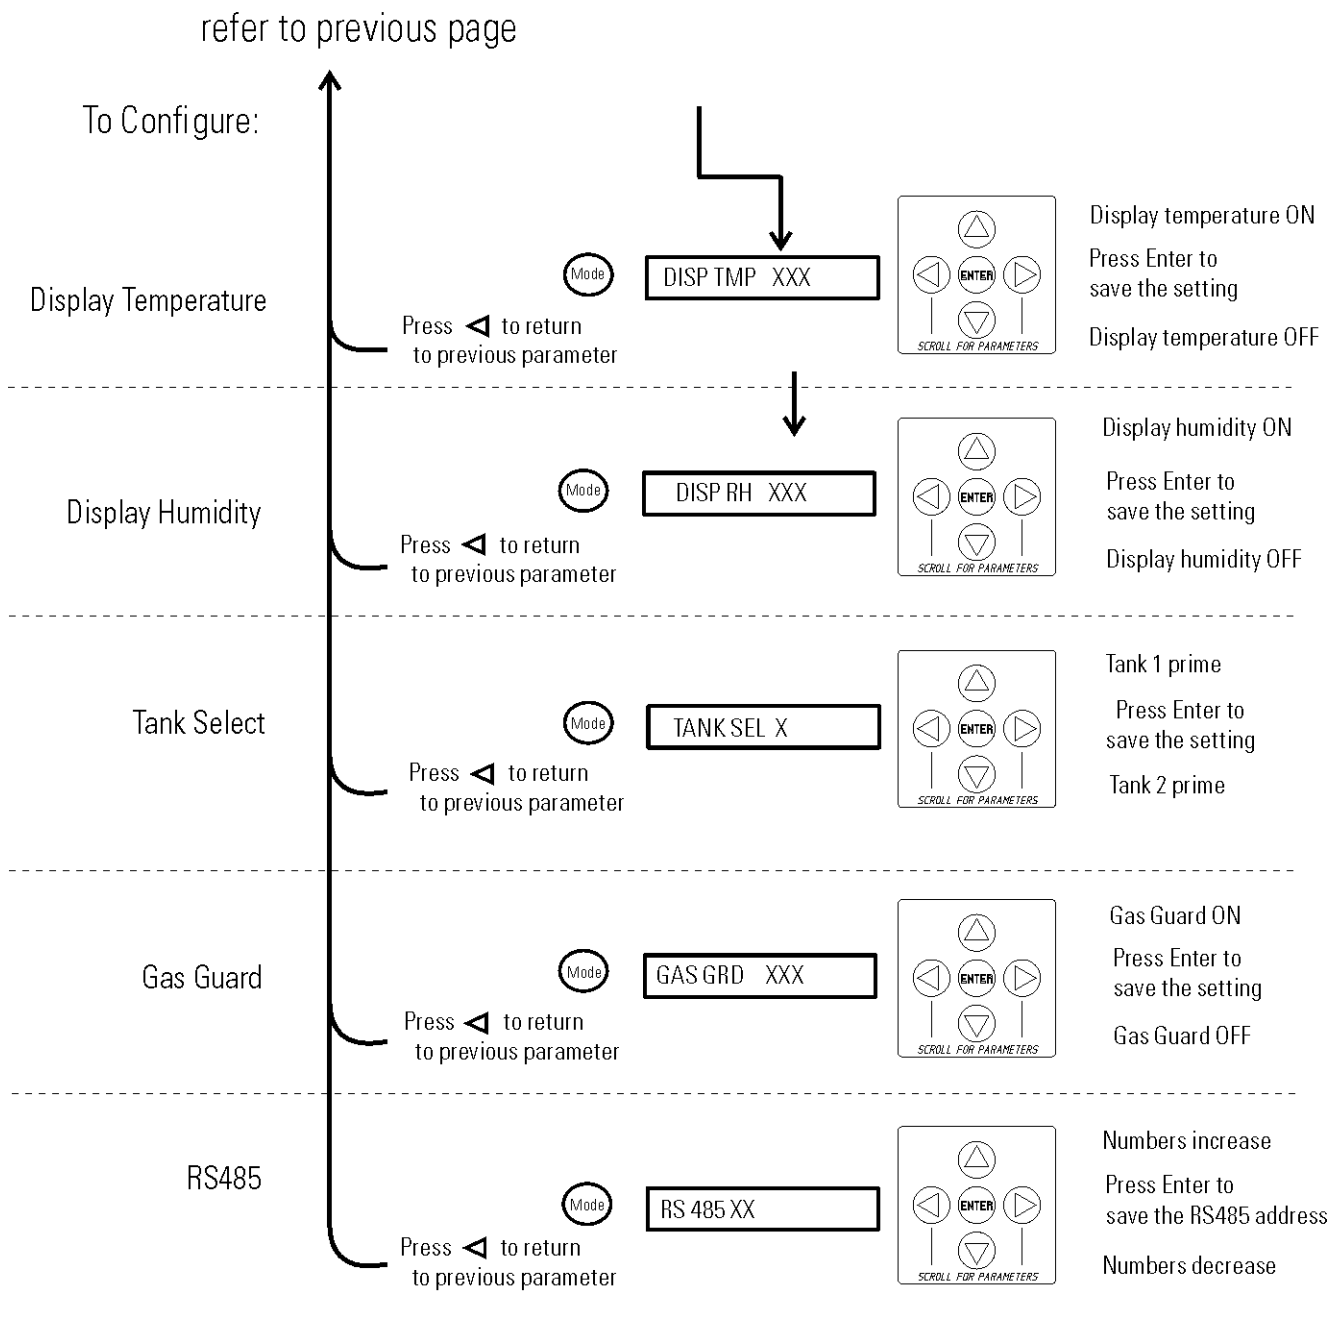 refer to previous page
To Configure:
Display Temperature
Mode
DISP TMP XXX
Press to return
to previous parameter
ENTER
SCROLL FOR PARAMETERS
Display temperature ON
Press Enter to
save the setting
Display temperature OFF
Display Humidity
Mode
DISP RH XXX
Press to return
to previous parameter
ENTER
SCROLL FOR PARAMETERS
Display humidity ON
Press Enter to
save the setting
Display humidity OFF
Tank Select
Mode
TANK SEL X
Press to return
to previous parameter
ENTER
SCROLL FOR PARAMETERS
Tank 1 prime
Press Enter to
save the setting
Tank 2 prime
Gas Guard
Mode
GAS GRD XXX
Press to return
to previous parameter
ENTER
SCROLL FOR PARAMETERS
Gas Guard ON
Press Enter to
save the setting
Gas Guard OFF
RS485
Mode
RS 485 XX
Press to return
to previous parameter
ENTER
SCROLL FOR PARAMETERS
Numbers increase
Press Enter to
save the RS485 address
Numbers decrease